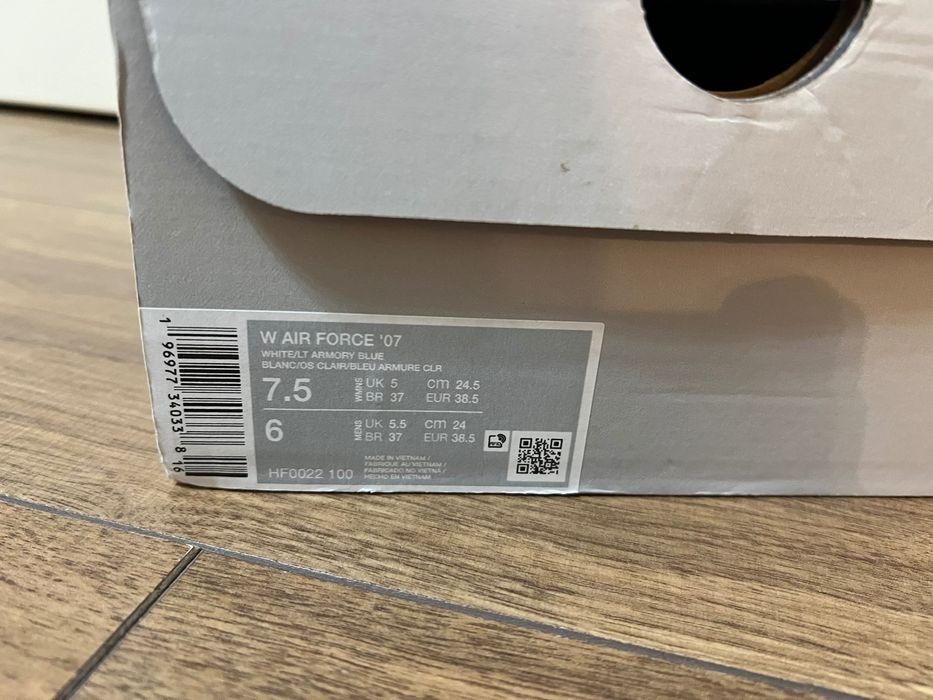 W AIR FORCE '07
WHITE/LT ARMORY BLUE
BLANC/OS CLAIR/BLEU ARMURE CLR
7.5 WMNS UK 5 cm 24.5
BR 37 EUR 38.5
6 MENS UK 5.5 cm 24
BR 37 EUR 38.5
MADE IN VIETNAM /
FABRIQUE AU VIETNAM /
FABRICADO NO VIETNÃ /
HECHO EN VIETNAM
HF0022 100
1 96977 34033 8 16